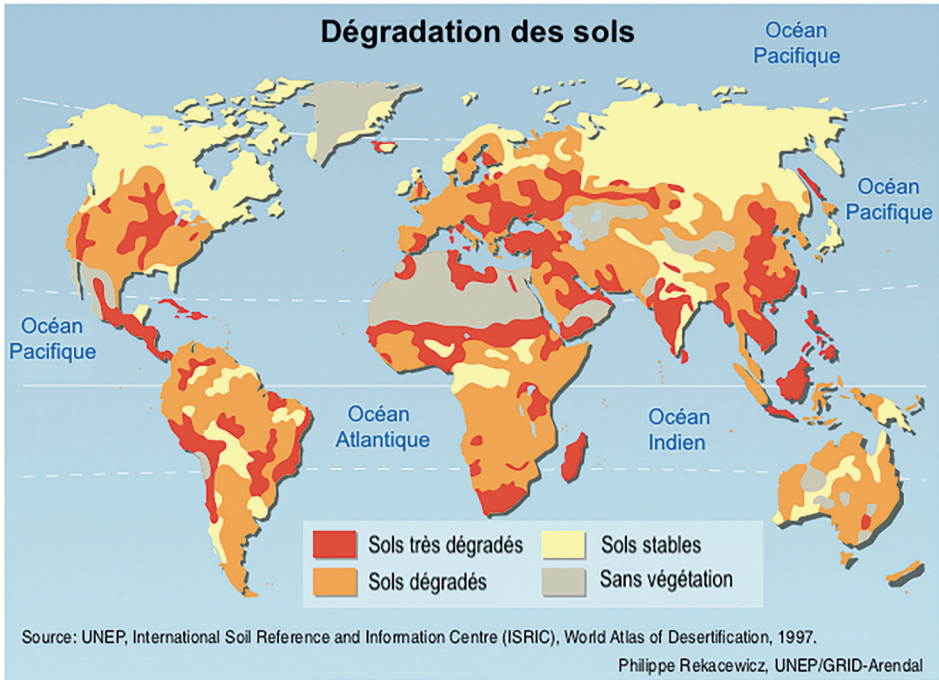 Dégradation des sols
Océan
Pacifique
Océan
Pacifique
Océan
Pacifique
Océan
Atlantique
Océan
Indien
Sols très dégradés
Sols stables
Sols dégradés
Sans végétation
Source: UNEP, International Soil Reference and Information Centre (ISRIC), World Atlas of Desertification, 1997.
Philippe Rekacewicz, UNEP/GRID-Arendal